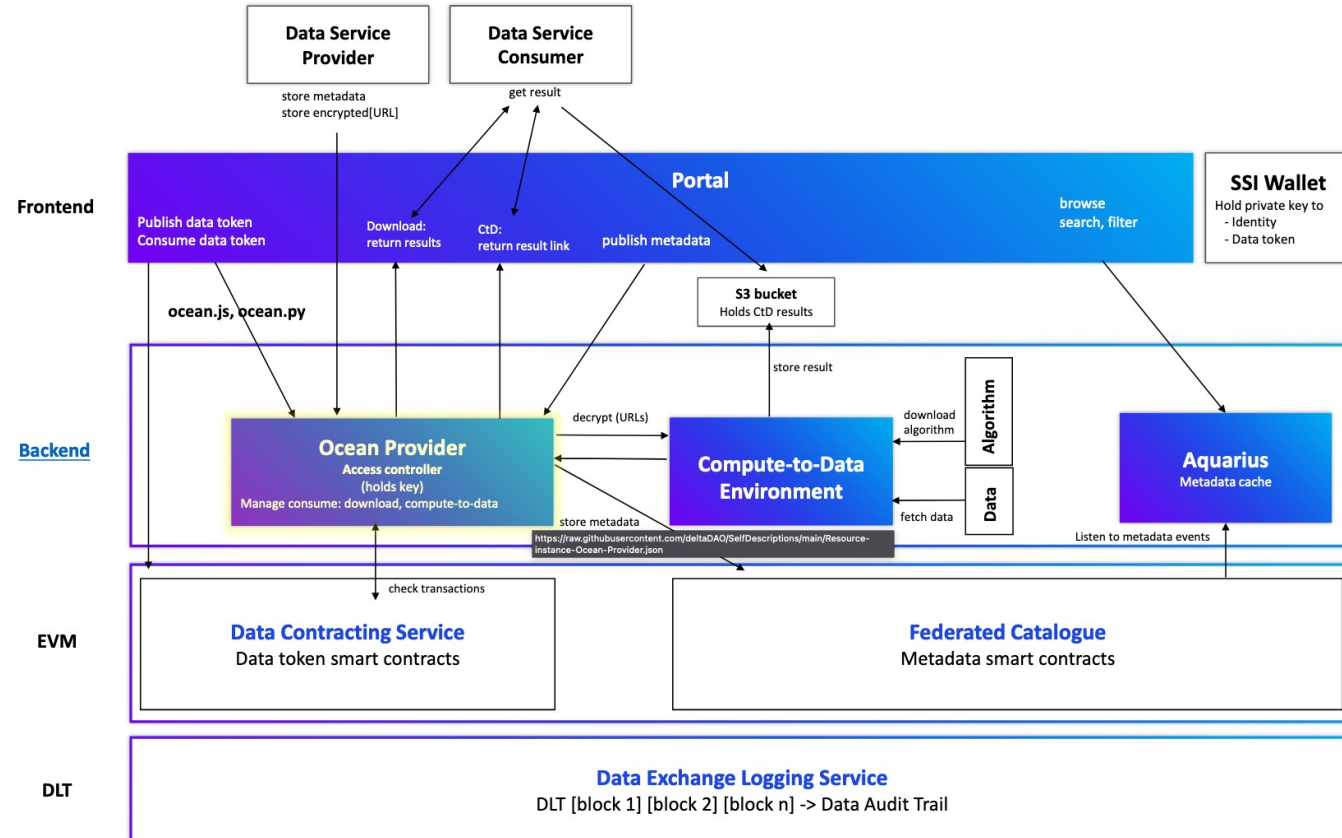 Data Service
Provider
Data Service
Consumer
store metadata
store encrypted[URL]
get result
Frontend
Portal
Publish data token
Consume data token
Download:
return results
CtD:
return result link
publish metadata
browse
search, filter
SSI Wallet
Hold private key to
- Identity
- Data token
ocean.js, ocean.py
S3 bucket
Holds CtD results
store result
Backend
Ocean Provider
Access controller
(holds key)
Manage consume: download, compute-to-data
decrypt (URLs)
Compute-to-Data
Environment
download
algorithm
Algorithm
fetch data
Data
Aquarius
Metadata cache
store metadata
https://raw.githubusercontent.com/deltaDAO/SelfDescriptions/main/Resource-
instance-Ocean-Provider.json
Listen to metadata events
check transactions
EVM
Data Contracting Service
Data token smart contracts
Federated Catalogue
Metadata smart contracts
DLT
Data Exchange Logging Service
DLT [block 1] [block 2] [block n] -> Data Audit Trail